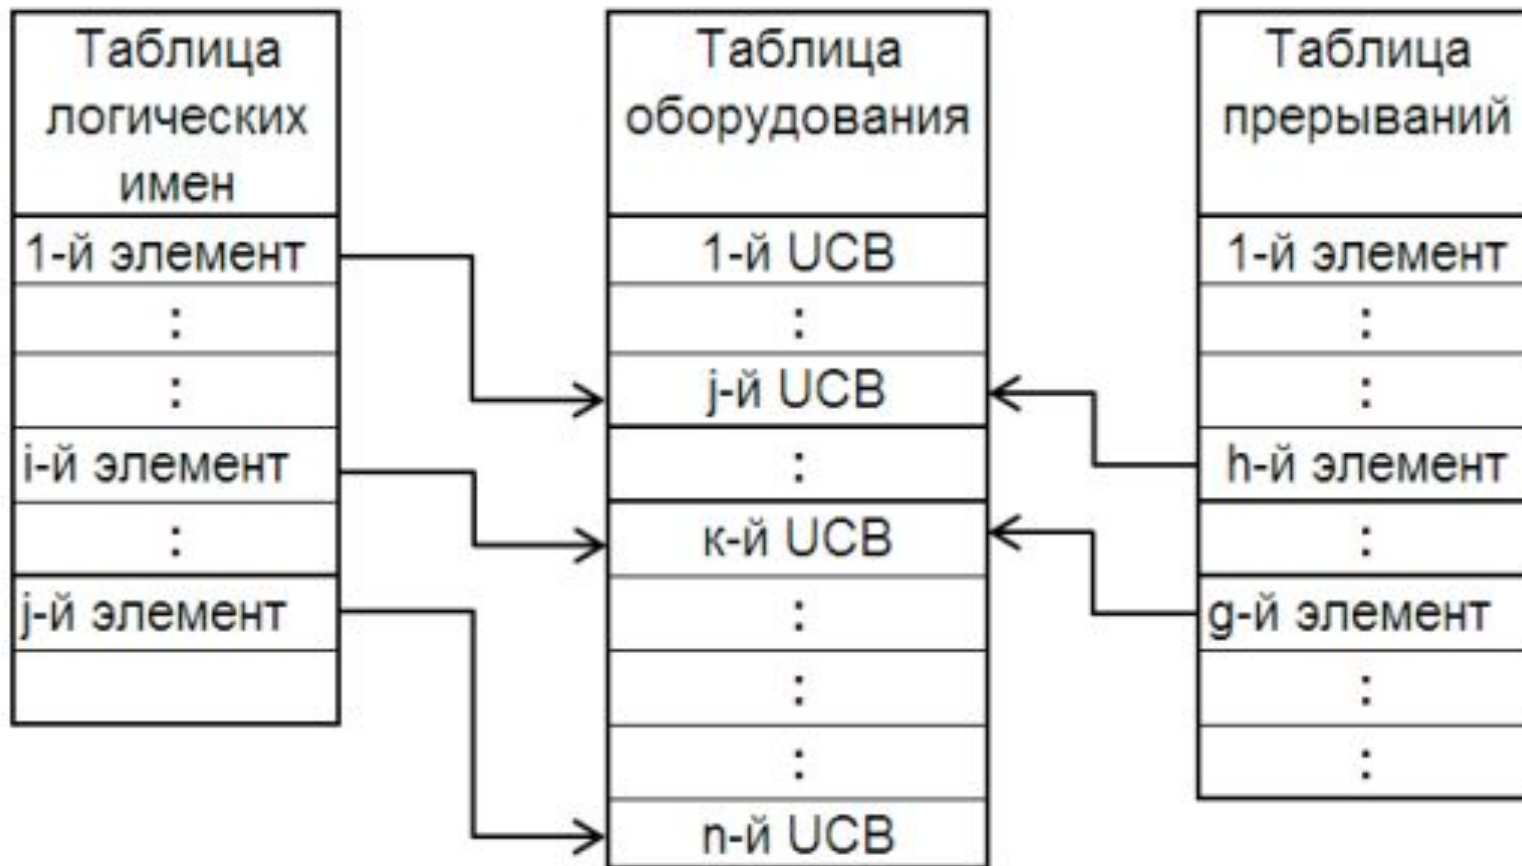 Таблица
логических
имен
1-й элемент
:
:
i-й элемент
:
j-й элемент
Таблица
оборудования
1-й UCB
:
j-й UCB
:
к-й UCB
:
:
:
n-й UCB
Таблица
прерываний
1-й элемент
:
:
h-й элемент
:
g-й элемент
:
: